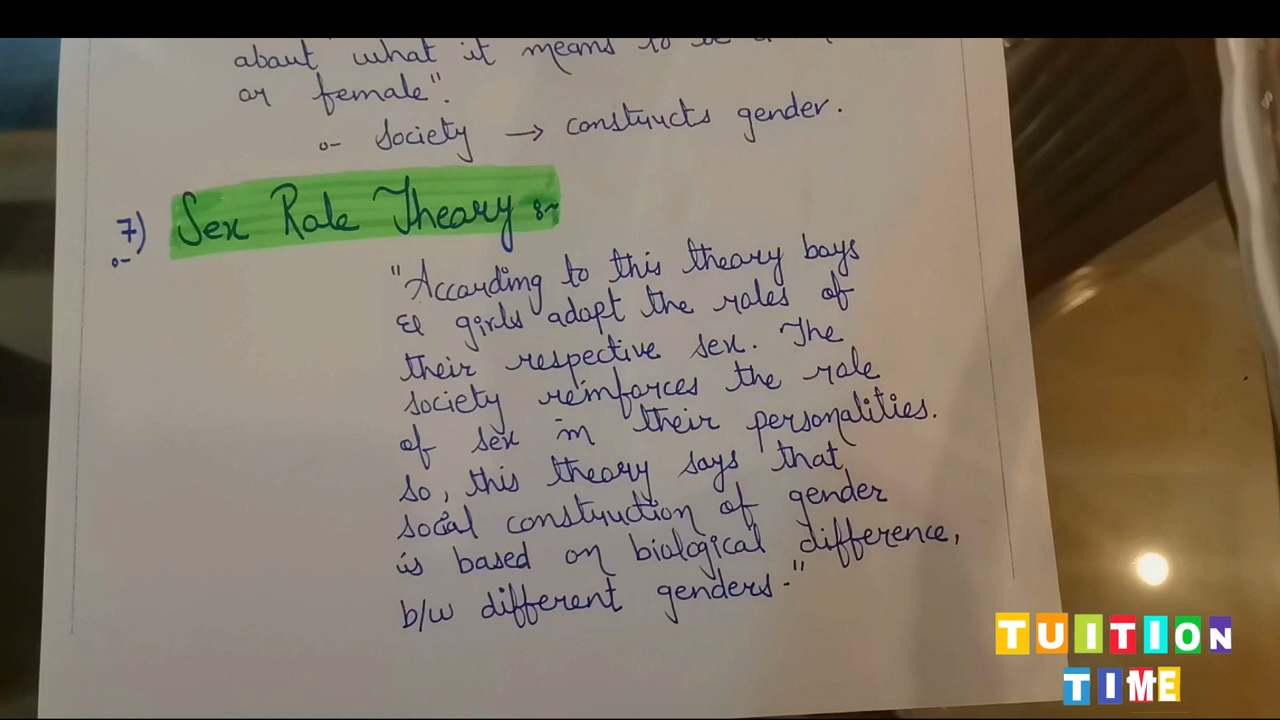 about what it means to be a
or female".
:- Society → constructs gender.
7) Sex Role Theory :-
"According to this theory boys
& girls adopt the roles of
their respective sex. The
society reinforces the role
of sex in their personalities.
So, this theory says that
social construction of gender
is based on biological difference,
b/w different genders."
TUITION
TIME